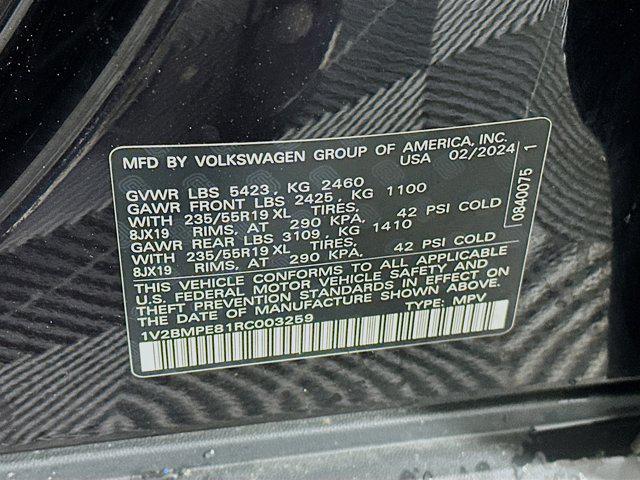 MFD BY VOLKSWAGEN GROUP OF AMERICA, INC.
USA 02/2024
GVWR LBS 5423, KG 2460
GAWR FRONT LBS 2425, KG 1100
WITH 235/55R19 XL TIRES,
8JX19 RIMS, AT 290 KPA, 42 PSI COLD
GAWR REAR LBS 3109, KG 1410
WITH 235/55R19 XL TIRES,
8JX19 RIMS, AT 290 KPA, 42 PSI COLD
THIS VEHICLE CONFORMS TO ALL APPLICABLE
U.S. FEDERAL MOTOR VEHICLE SAFETY AND
THEFT PREVENTION STANDARDS IN EFFECT ON
THE DATE OF MANUFACTURE SHOWN ABOVE.
1V2BMPE81RC003259 TYPE: MPV
0840075 1